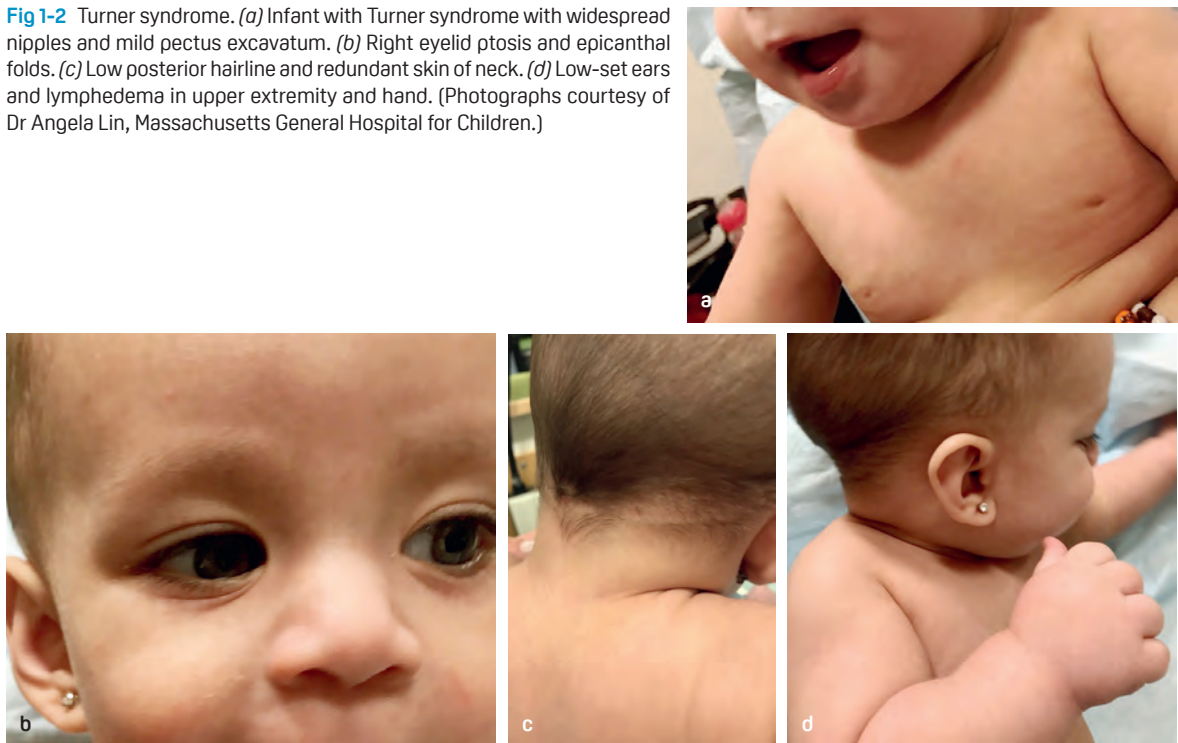 Fig 1-2 Turner syndrome. (a) Infant with Turner syndrome with widespread
nipples and mild pectus excavatum. (b) Right eyelid ptosis and epicanthal
folds. (c) Low posterior hairline and redundant skin of neck. (d) Low-set ears
and lymphedema in upper extremity and hand. (Photographs courtesy of
Dr Angela Lin, Massachusetts General Hospital for Children.)
a
b
c
d